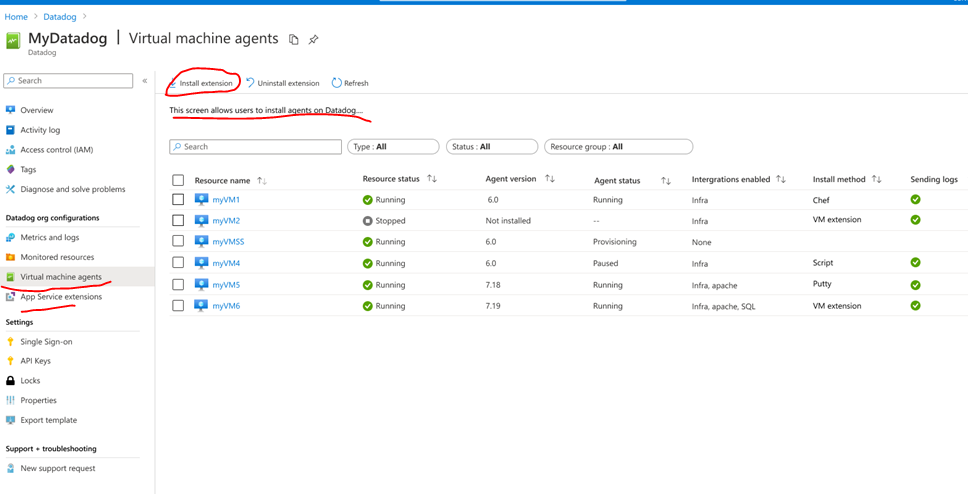 Home > Datadog >
MyDatadog | Virtual machine agents
Datadog
Search «
Overview
Activity log
Access control (IAM)
Tags
Diagnose and solve problems
Datadog org configurations
Metrics and logs
Monitored resources
Virtual machine agents
App Service extensions
Settings
Single Sign-on
API Keys
Locks
Properties
Export template
Support + troubleshooting
New support request
Install extension Uninstall extension Refresh
This screen allows users to install agents on Datadog....
Search Type : All Status : All Resource group : All
Resource name Resource status Agent version Agent status Intergrations enabled Install method Sending logs
myVM1 Running 6.0 Running Infra Chef
myVM2 Stopped Not installed -- Infra VM extension
myVMSS Running 6.0 Provisioning None
myVM4 Running 6.0 Paused Infra Script
myVM5 Running 7.18 Running Infra, apache Putty
myVM6 Running 7.19 Running Infra, apache, SQL VM extension